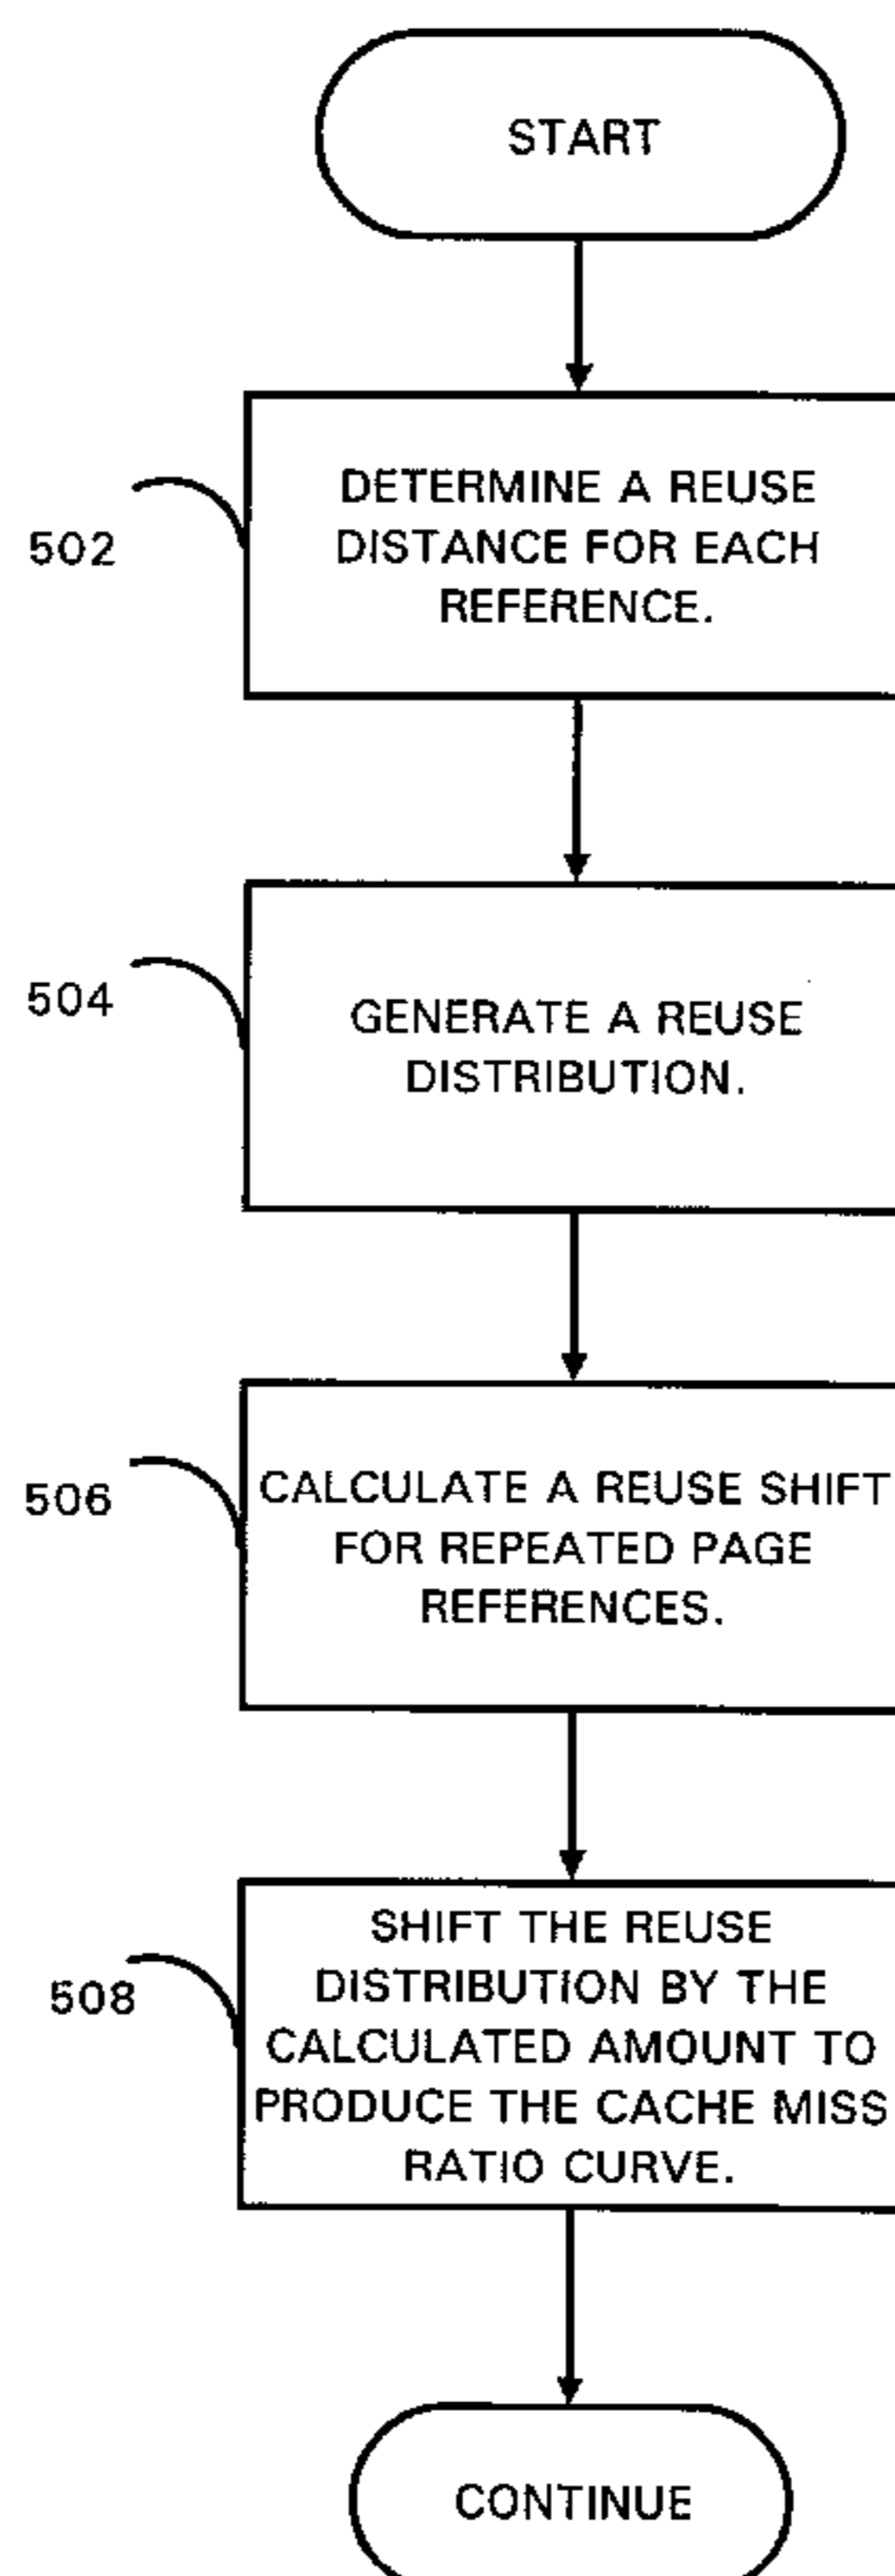 START
502
DETERMINE A REUSE
DISTANCE FOR EACH
REFERENCE.
504
GENERATE A REUSE
DISTRIBUTION.
506
CALCULATE A REUSE SHIFT
FOR REPEATED PAGE
REFERENCES.
508
SHIFT THE REUSE
DISTRIBUTION BY THE
CALCULATED AMOUNT TO
PRODUCE THE CACHE MISS
RATIO CURVE.
CONTINUE